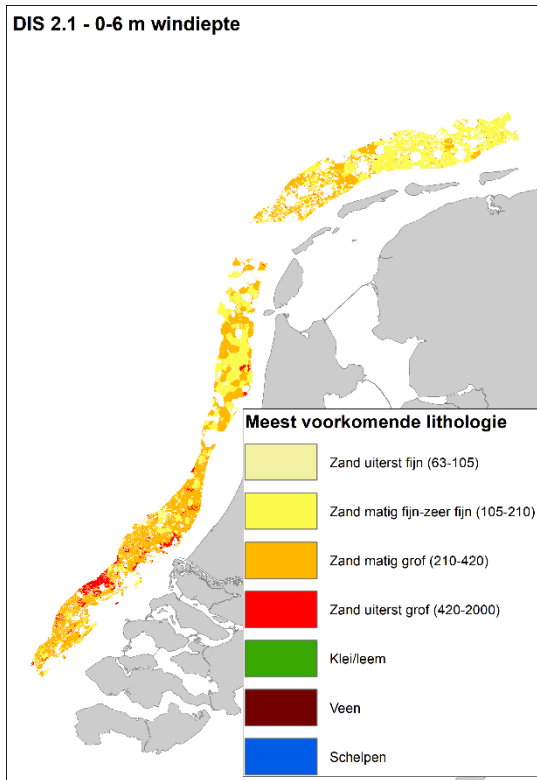 DIS 2.1 - 0-6 m windiepte
Meest voorkomende lithologie
Zand uiterst fijn (63-105)
Zand matig fijn-zeer fijn (105-210)
Zand matig grof (210-420)
Zand uiterst grof (420-2000)
Klei/leem
Veen
Schelpen